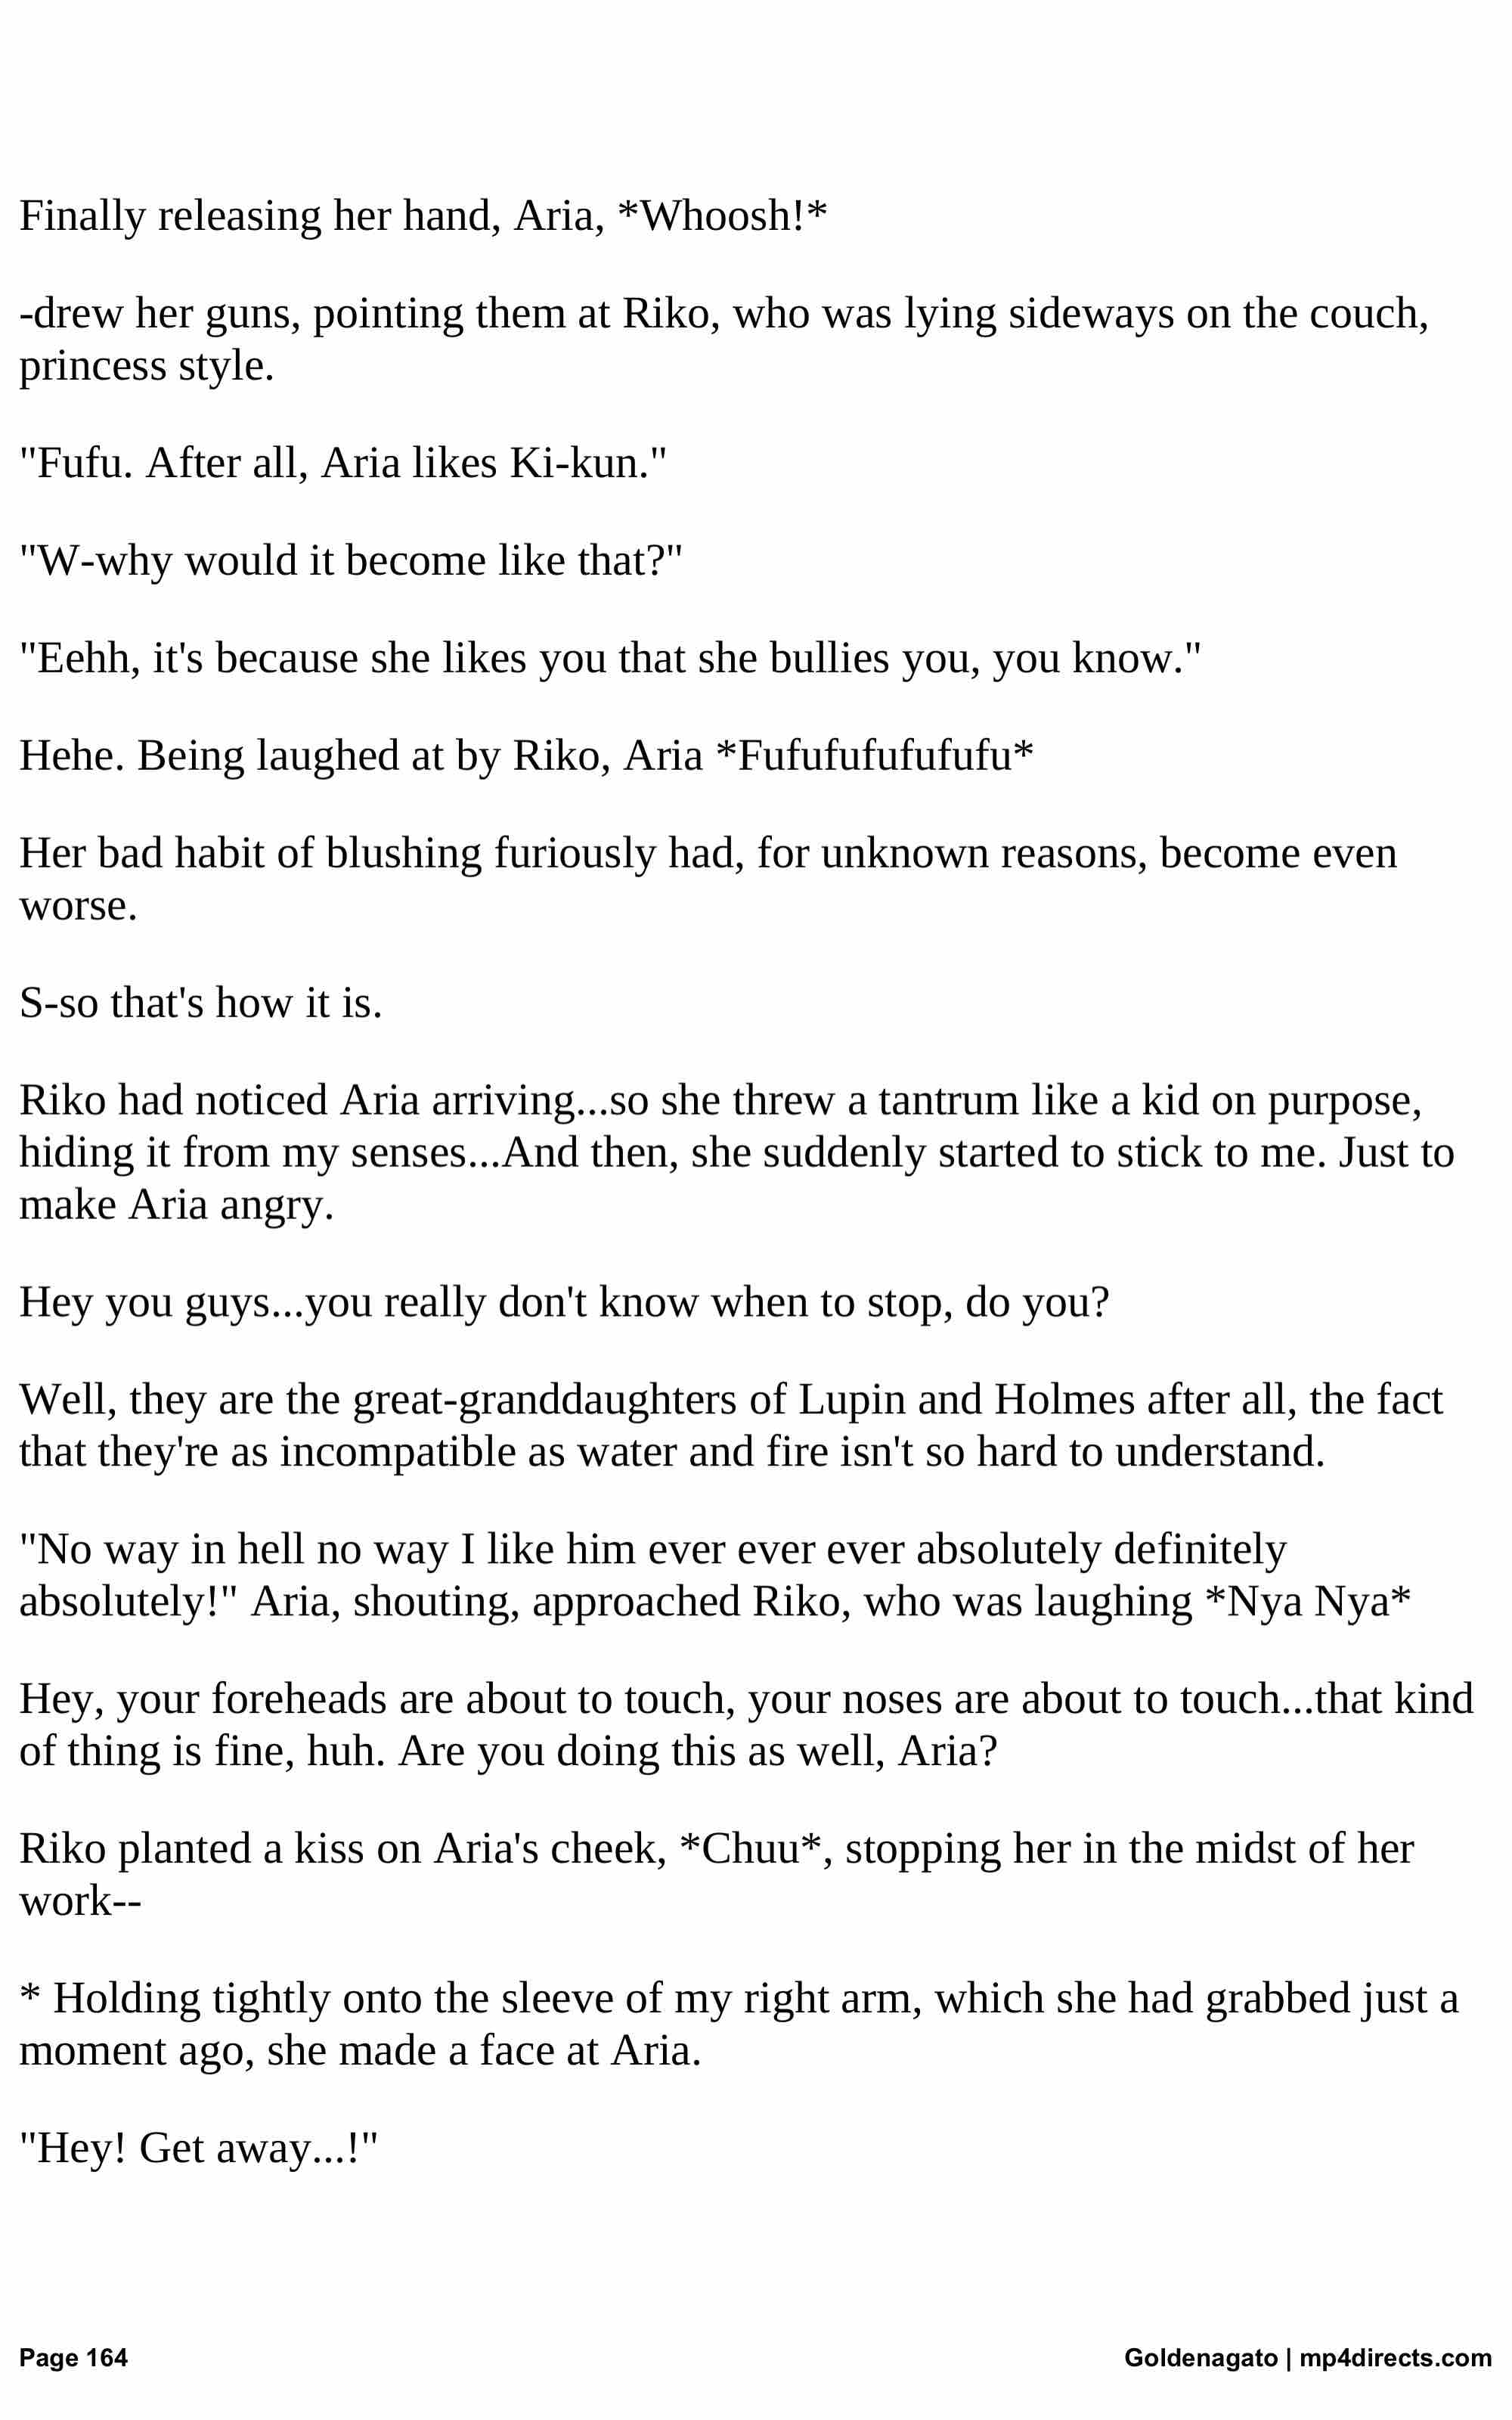 Finally releasing her hand, Aria, *Whoosh!*
-drew her guns, pointing them at Riko, who was lying sideways on the couch,
princess style.
"Fufu. After all, Aria likes Ki-kun."
"W-why would it become like that?"
"Eehh, it's because she likes you that she bullies you, you know."
Hehe. Being laughed at by Riko, Aria *Fufufufufufufu*
Her bad habit of blushing furiously had, for unknown reasons, become even
worse.
S-so that's how it is.
Riko had noticed Aria arriving...so she threw a tantrum like a kid on purpose,
hiding it from my senses...And then, she suddenly started to stick to me. Just to
make Aria angry.
Hey you guys...you really don't know when to stop, do you?
Well, they are the great-granddaughters of Lupin and Holmes after all, the fact
that they're as incompatible as water and fire isn't so hard to understand.
"No way in hell no way I like him ever ever ever absolutely definitely
absolutely!" Aria, shouting, approached Riko, who was laughing *Nya Nya*
Hey, your foreheads are about to touch, your noses are about to touch...that kind
of thing is fine, huh. Are you doing this as well, Aria?
Riko planted a kiss on Aria's cheek, *Chuu*, stopping her in the midst of her
work--
* Holding tightly onto the sleeve of my right arm, which she had grabbed just a
moment ago, she made a face at Aria.
"Hey! Get away...!"
Page 164
Goldenagato | mp4directs.com